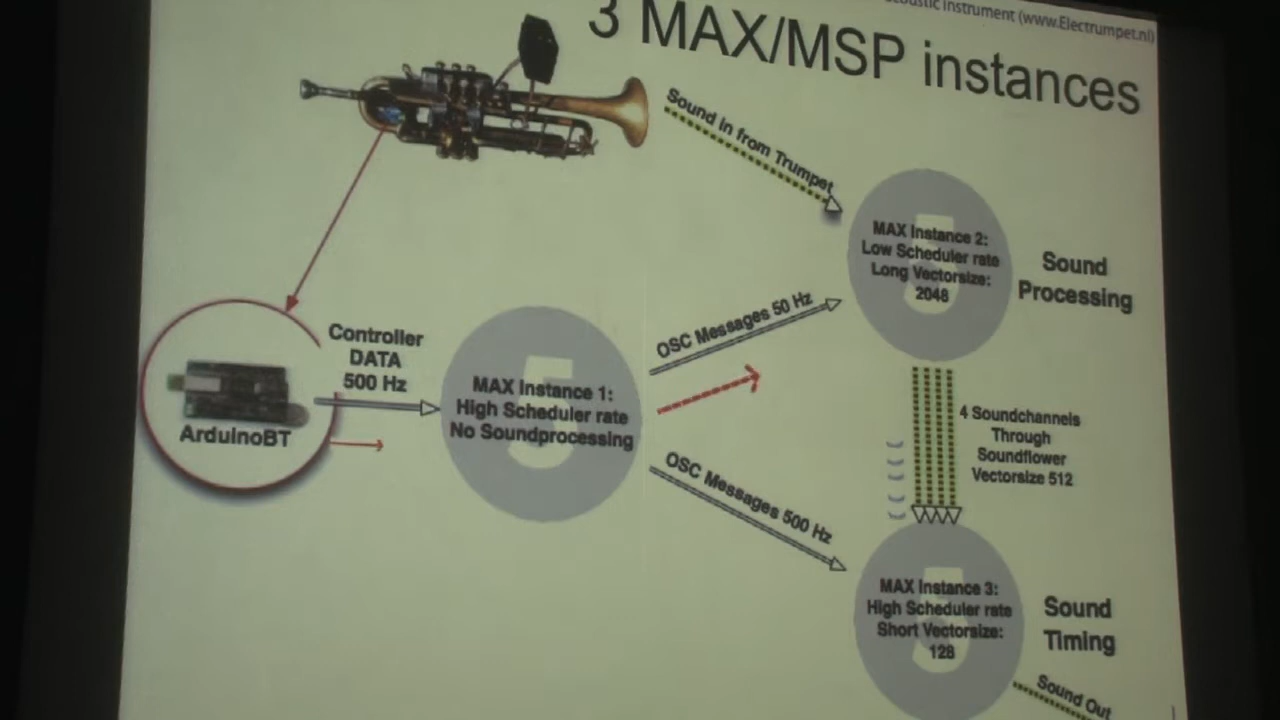 Instrument (www.Electrumpet.nl)
3 MAX/MSP instances
Sound in from Trumpet
MAX Instance 2:
Low Scheduler rate
Long Vectorsize:
2048
Sound
Processing
OSC Messages 50 Hz
Controller
DATA
500 Hz
MAX Instance 1:
High Scheduler rate
No Soundprocessing
ArduinoBT
4 Soundchannels
Through
Soundflower
Vectorsize 512
OSC Messages 500 Hz
MAX Instance 3:
High Scheduler rate
Short Vectorsize:
128
Sound
Timing
Sound Out
5
5
5